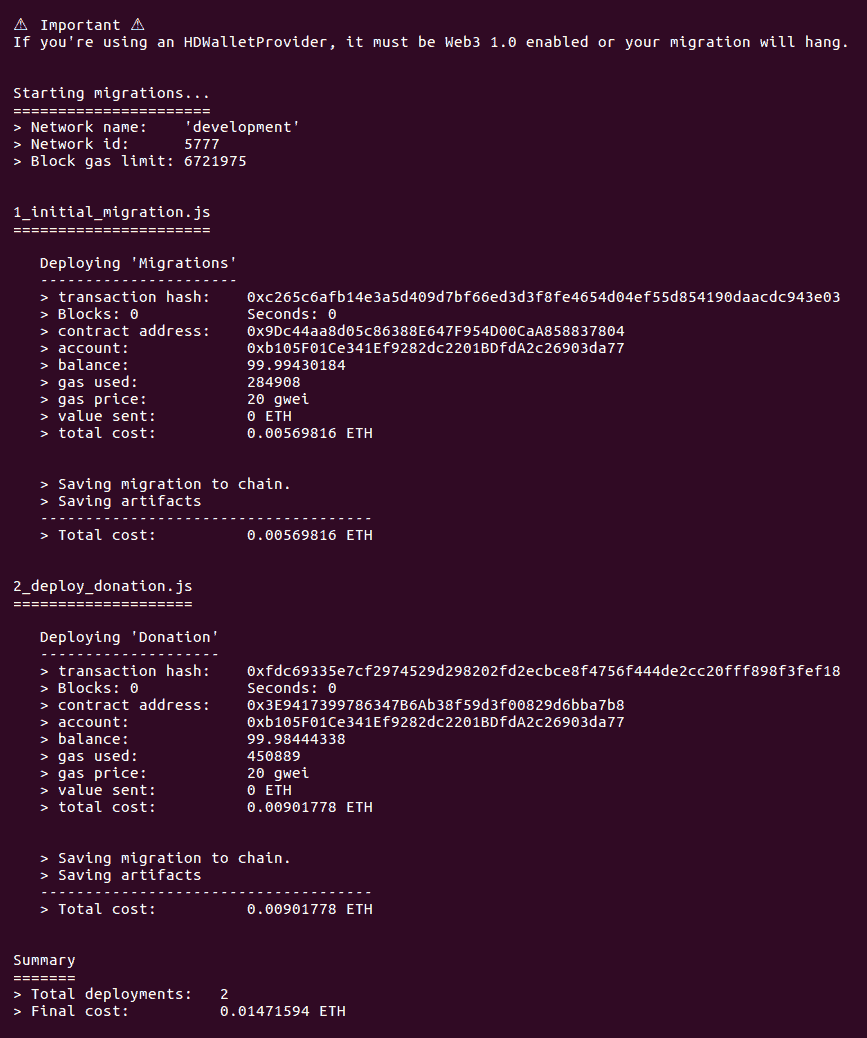 ⚠ Important ⚠
If you're using an HDWalletProvider, it must be Web3 1.0 enabled or your migration will hang.
Starting migrations...
======================
> Network name:    'development'
> Network id:      5777
> Block gas limit: 6721975
1_initial_migration.js
======================
   Deploying 'Migrations'
   ----------------------
   > transaction hash:    0xc265c6afb14e3a5d409d7bf66ed3d3f8fe4654d04ef55d854190daacdc943e03
   > Blocks: 0            Seconds: 0
   > contract address:    0x9Dc44aa8d05c86388E647F954D00CaA858837804
   > account:             0xb105F01Ce341Ef9282dc2201BDfdA2c26903da77
   > balance:             99.99430184
   > gas used:            284908
   > gas price:           20 gwei
   > value sent:          0 ETH
   > total cost:          0.00569816 ETH
   > Saving migration to chain.
   > Saving artifacts
   -------------------------------------
   > Total cost:          0.00569816 ETH
2_deploy_donation.js
====================
   Deploying 'Donation'
   --------------------
   > transaction hash:    0xfdc69335e7cf2974529d298202fd2ecbce8f4756f444de2cc20fff898f3fef18
   > Blocks: 0            Seconds: 0
   > contract address:    0x3E9417399786347B6Ab38f59d3f00829d6bba7b8
   > account:             0xb105F01Ce341Ef9282dc2201BDfdA2c26903da77
   > balance:             99.98444338
   > gas used:            450889
   > gas price:           20 gwei
   > value sent:          0 ETH
   > total cost:          0.00901778 ETH
   > Saving migration to chain.
   > Saving artifacts
   -------------------------------------
   > Total cost:          0.00901778 ETH
Summary
=======
> Total deployments:   2
> Final cost:          0.01471594 ETH